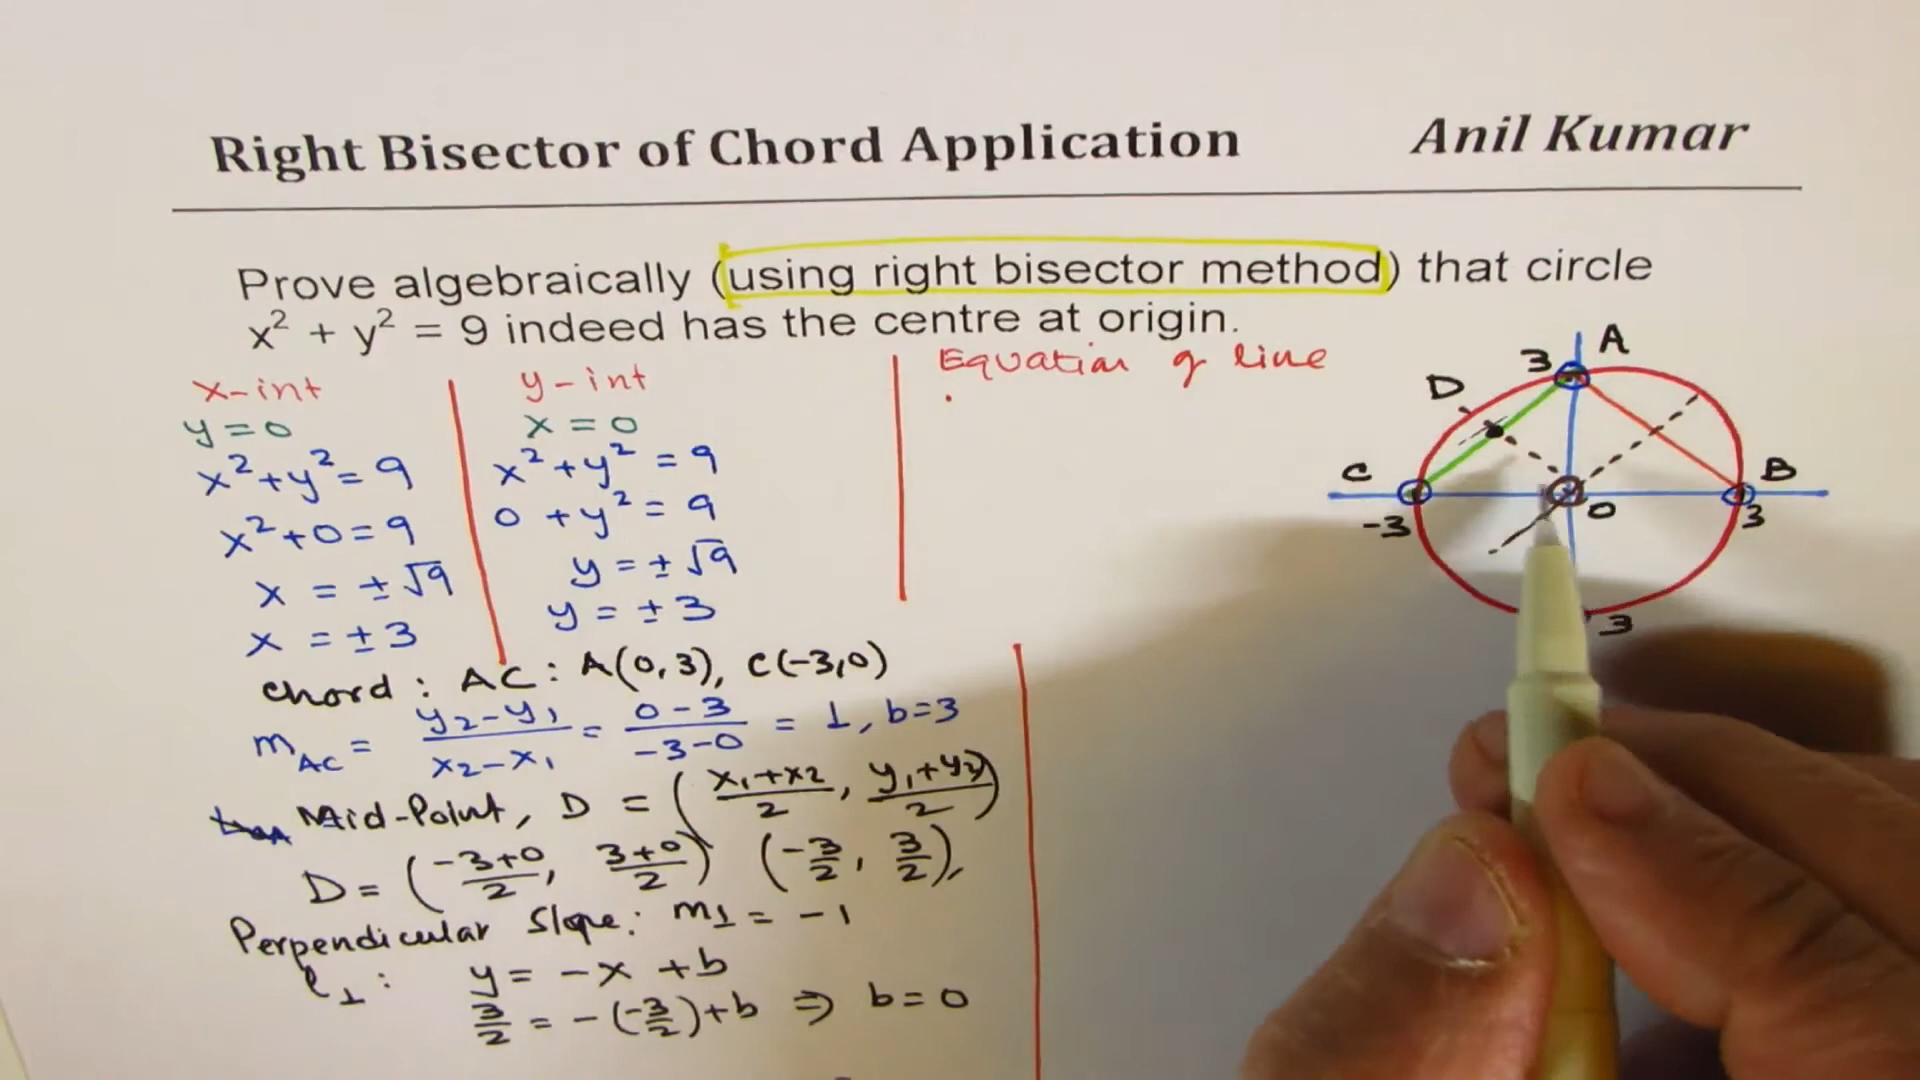 Right Bisector of Chord Application
Anil Kumar
Prove algebraically (using right bisector method) that circle
x² + y² = 9 indeed has the centre at origin.
x-int
y = 0
x² + y² = 9
x² + 0 = 9
x = ±√9
x = ±3
y-int
x = 0
x² + y² = 9
0 + y² = 9
y = ±√9
y = ±3
Equation of line
Chord : AC : A(0, 3), C(-3, 0)
m_AC = (y₂-y₁)/(x₂-x₁) = (0-3)/(-3-0) = 1, b=3
Mid-Point, D = ((x₁+x₂)/2, (y₁+y₂)/2)
D = ((-3+0)/2, (3+0)/2) (-3/2, 3/2),
Perpendicular Slope: m⊥ = -1
l⊥ : y = -x + b
3/2 = -(-3/2)+b ⇒ b = 0
A
3
D
C
B
-3
O
3
3